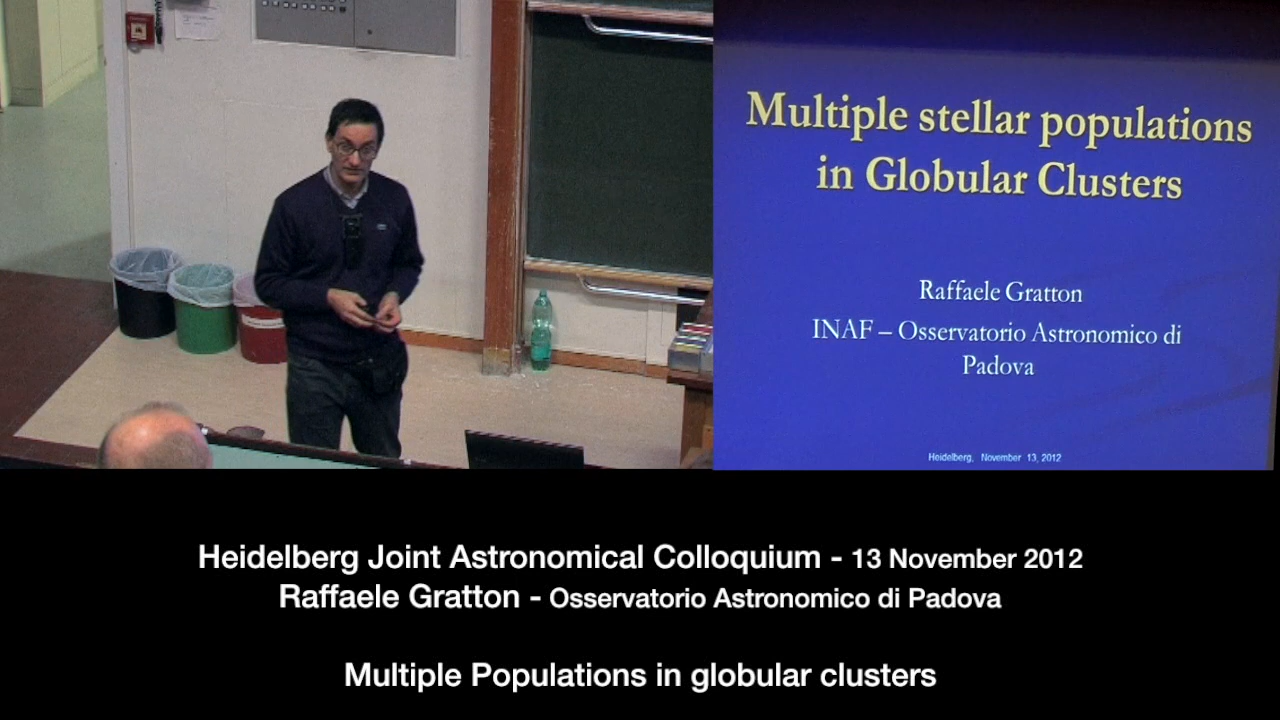 Multiple stellar populations
in Globular Clusters
Raffaele Gratton
INAF – Osservatorio Astronomico di
Padova
Heidelberg, November 13, 2012
Heidelberg Joint Astronomical Colloquium - 13 November 2012
Raffaele Gratton - Osservatorio Astronomico di Padova
Multiple Populations in globular clusters